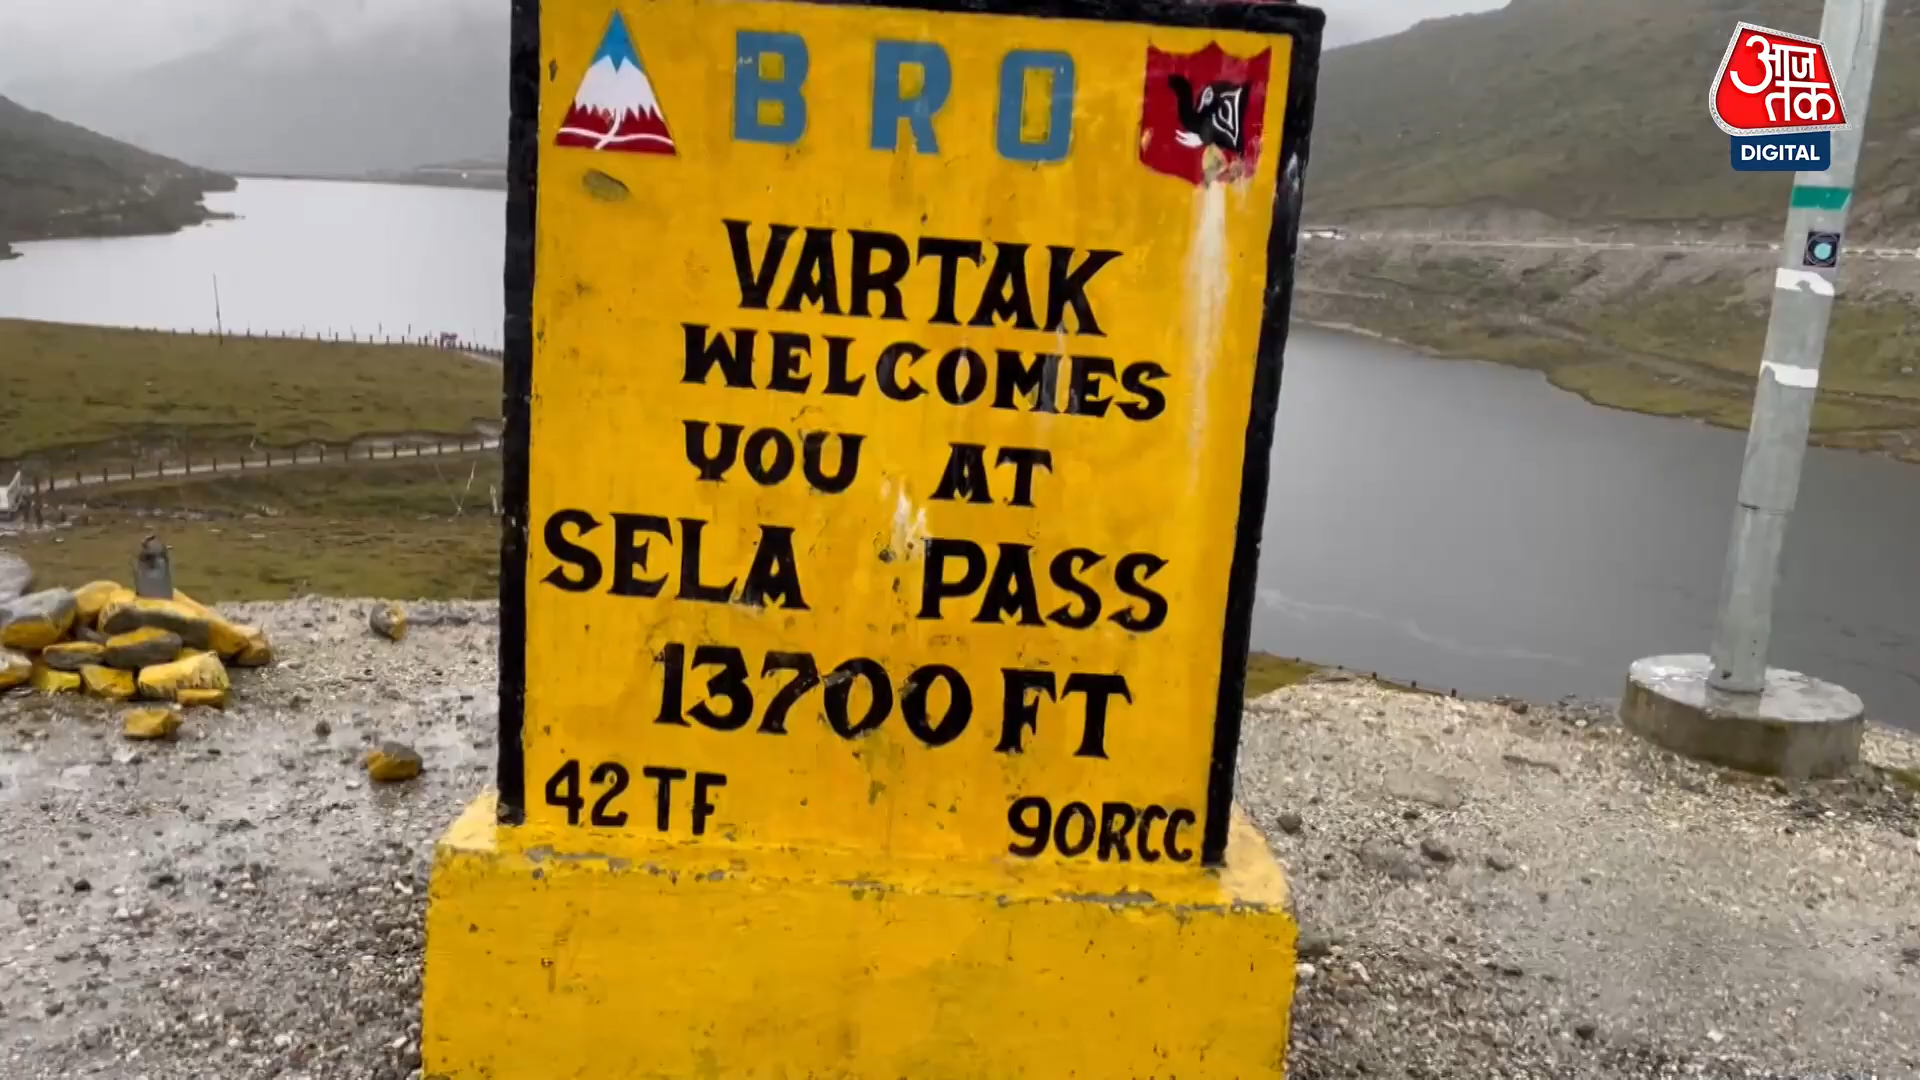 BRO
VARTAK
WELCOMES
YOU AT
SELA PASS
13700 FT
42 TF 90RCC
आज तक
DIGITAL